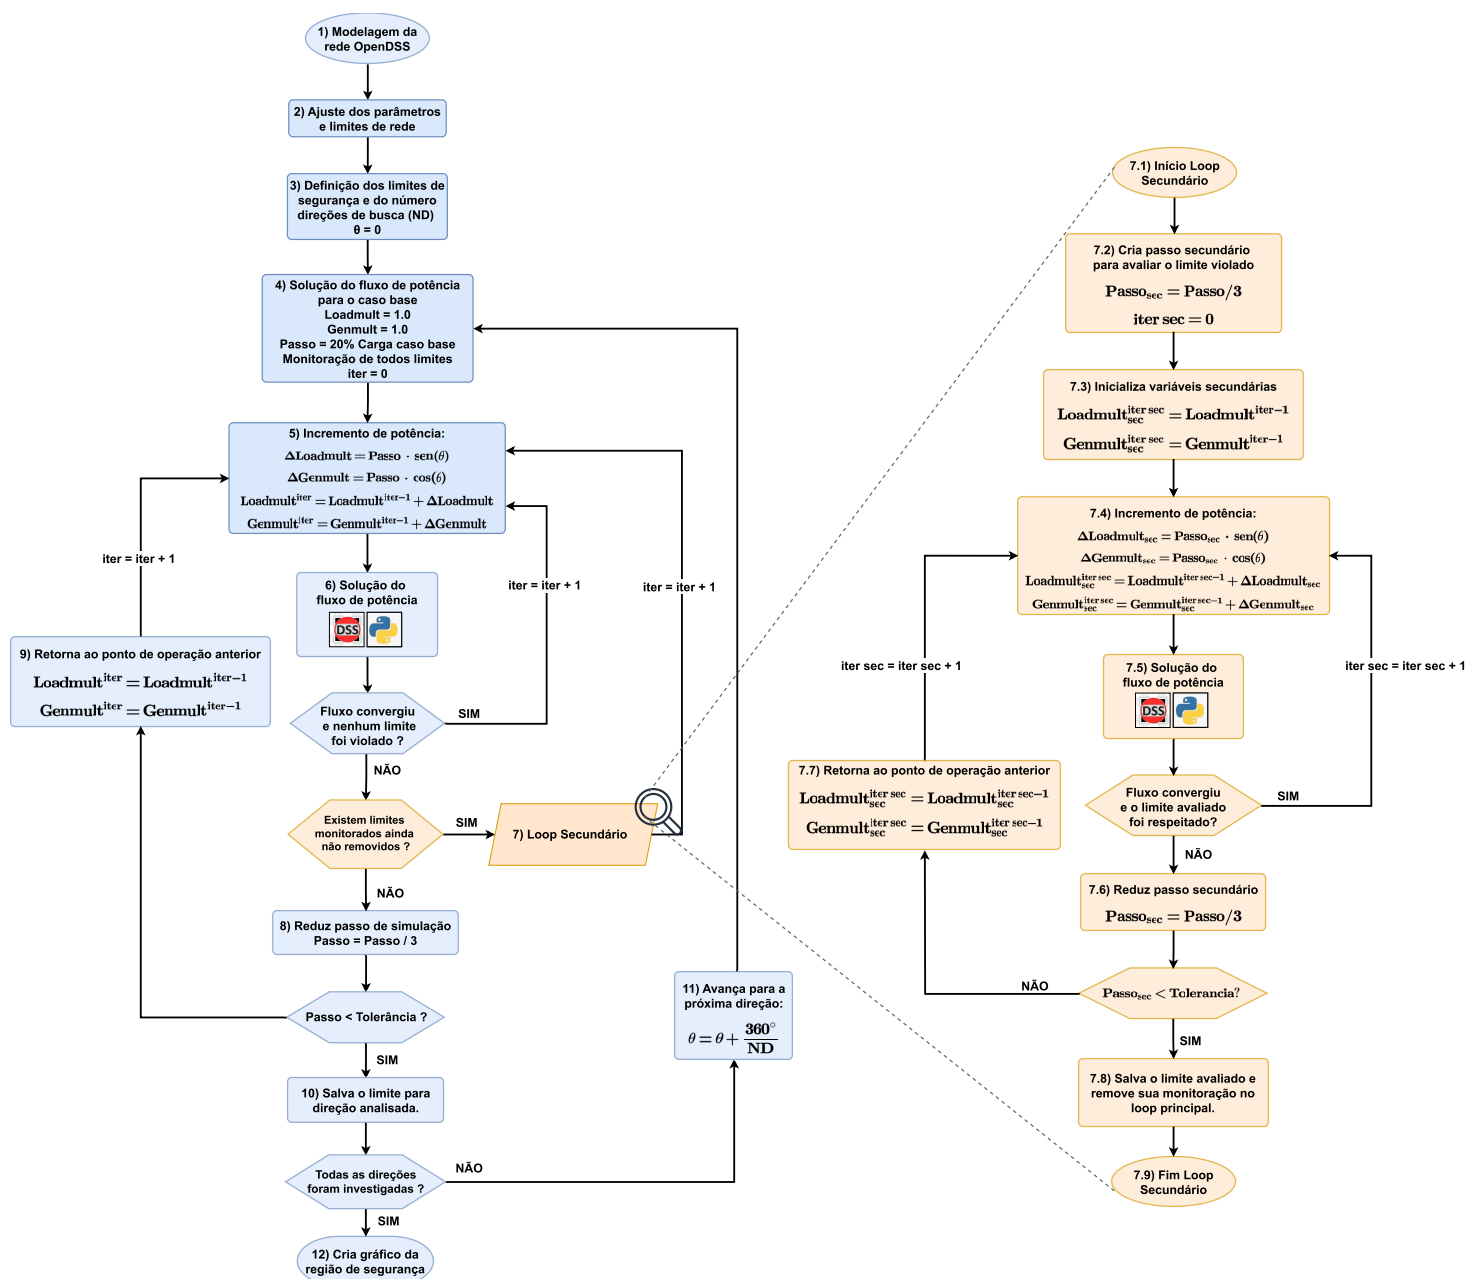 1) Modelagem da
rede OpenDSS
2) Ajuste dos parâmetros
e limites de rede
3) Definição dos limites de
segurança e do número
direções de busca (ND)
θ = 0
4) Solução do fluxo de potência
para o caso base
Loadmult = 1.0
Genmult = 1.0
Passo = 20% Carga caso base
Monitoração de todos limites
iter = 0
5) Incremento de potência:
ΔLoadmult = Passo · sen(θ)
ΔGenmult = Passo · cos(θ)
Loadmult^iter = Loadmult^iter−1 + ΔLoadmult
Genmult^iter = Genmult^iter−1 + ΔGenmult
iter = iter + 1
iter = iter + 1
iter = iter + 1
6) Solução do
fluxo de potência
DSS
9) Retorna ao ponto de operação anterior
Loadmult^iter = Loadmult^iter−1
Genmult^iter = Genmult^iter−1
Fluxo convergiu
e nenhum limite
foi violado ?
SIM
NÃO
Existem limites
monitorados ainda
não removidos ?
SIM
7) Loop Secundário
NÃO
8) Reduz passo de simulação
Passo = Passo / 3
Passo < Tolerância ?
SIM
10) Salva o limite para
direção analisada.
Todas as direções
foram investigadas ?
NÃO
11) Avança para a
próxima direção:
θ = θ + 360°/ND
SIM
12) Cria gráfico da
região de segurança
7.1) Início Loop
Secundário
7.2) Cria passo secundário
para avaliar o limite violado
Passo_sec = Passo/3
iter sec = 0
7.3) Inicializa variáveis secundárias
Loadmult_sec^iter sec = Loadmult^iter−1
Genmult_sec^iter sec = Genmult^iter−1
7.4) Incremento de potência:
ΔLoadmult_sec = Passo_sec · sen(θ)
ΔGenmult_sec = Passo_sec · cos(θ)
Loadmult_sec^iter sec = Loadmult^iter sec−1 + ΔLoadmult_sec
Genmult_sec^iter sec = Genmult_sec^iter sec−1 + ΔGenmult_sec
iter sec = iter sec + 1
iter sec = iter sec + 1
7.5) Solução do
fluxo de potência
DSS
7.7) Retorna ao ponto de operação anterior
Loadmult_sec^iter sec = Loadmult_sec^iter sec−1
Genmult_sec^iter sec = Genmult_sec^iter sec−1
Fluxo convergiu
e o limite avaliado
foi respeitado?
SIM
NÃO
7.6) Reduz passo secundário
Passo_sec = Passo/3
NÃO
Passo_sec < Tolerancia?
SIM
7.8) Salva o limite avaliado e
remove sua monitoração no
loop principal.
7.9) Fim Loop
Secundário